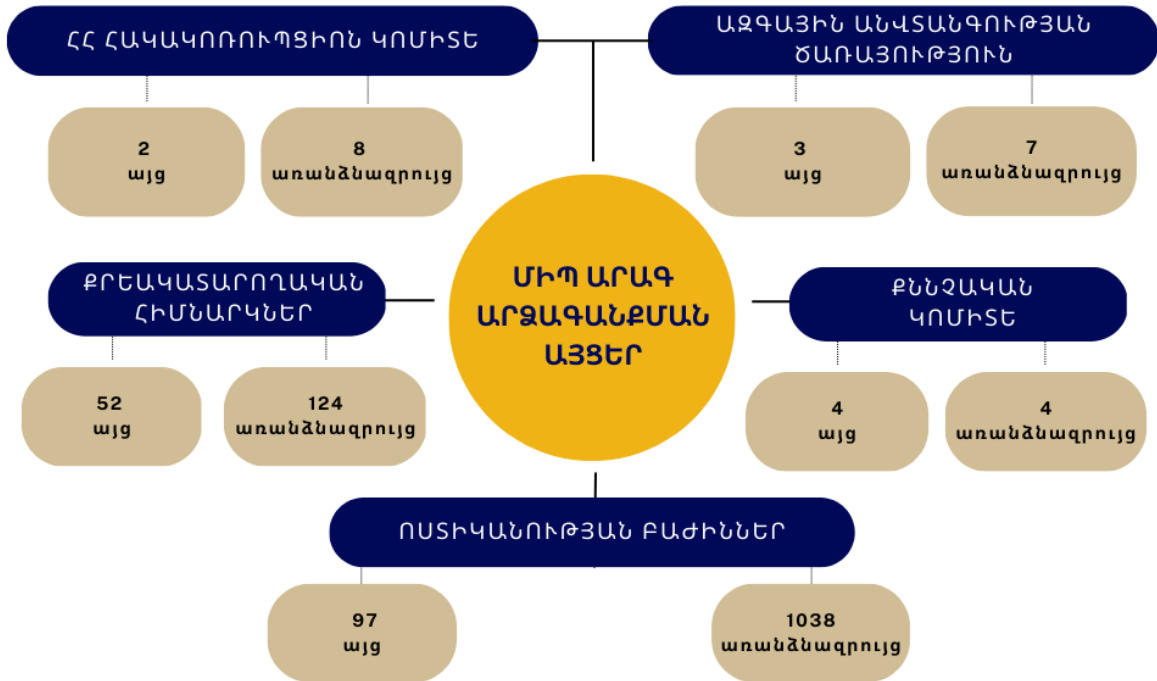 ՀՀ ՀԱԿԱԿՈՌՈՒՊՑԻՈՆ ԿՈՄԻՏԵ
2
այց
8
առանձնազրույց
ԱԶԳԱՅԻՆ ԱՆՎՏԱՆԳՈՒԹՅԱՆ
ԾԱՌԱՅՈՒԹՅՈՒՆ
3
այց
7
առանձնազրույց
ՄԻՊ ԱՐԱԳ
ԱՐՁԱԳԱՆՔՄԱՆ
ԱՅՑԵՐ
ՔՐԵԱԿԱՏԱՐՈՂԱԿԱՆ
ՀԻՄՆԱՐԿՆԵՐ
52
այց
124
առանձնազրույց
ՔՆՆՉԱԿԱՆ
ԿՈՄԻՏԵ
4
այց
4
առանձնազրույց
ՈՍՏԻԿԱՆՈՒԹՅԱՆ ԲԱԺԻՆՆԵՐ
97
այց
1038
առանձնազրույց